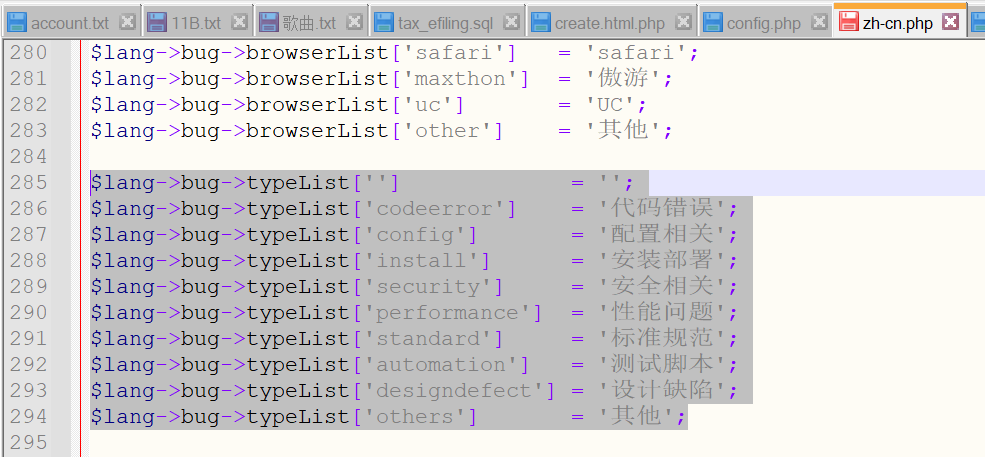 account.txt 11B.txt 歌曲.txt tax_efiling.sql create.html.php config.php zh-cn.php
280 $lang->bug->browserList['safari'] = 'safari';
281 $lang->bug->browserList['maxthon'] = '傲游';
282 $lang->bug->browserList['uc'] = 'UC';
283 $lang->bug->browserList['other'] = '其他';
284
285 $lang->bug->typeList[''] = '';
286 $lang->bug->typeList['codeerror'] = '代码错误';
287 $lang->bug->typeList['config'] = '配置相关';
288 $lang->bug->typeList['install'] = '安装部署';
289 $lang->bug->typeList['security'] = '安全相关';
290 $lang->bug->typeList['performance'] = '性能问题';
291 $lang->bug->typeList['standard'] = '标准规范';
292 $lang->bug->typeList['automation'] = '测试脚本';
293 $lang->bug->typeList['designdefect'] = '设计缺陷';
294 $lang->bug->typeList['others'] = '其他';
295